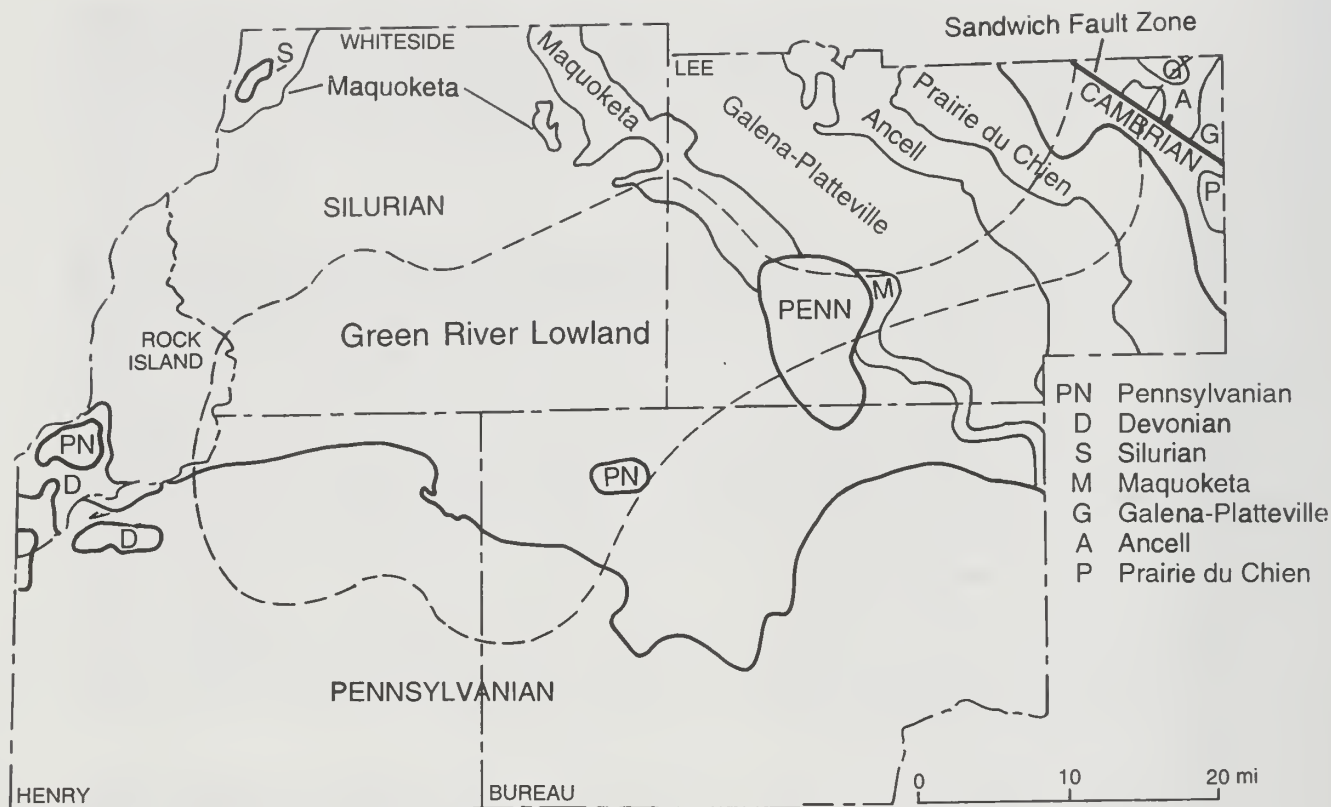 Sandwich Fault Zone
S
WHITESIDE
Maquoketa
Maquoketa
LEE
G
A
CAMBRIAN
G
P
Prairie du Chien
Ancell
Galena-Platteville
SILURIAN
M
PENN
Green River Lowland
ROCK
ISLAND
PN
D
D
PN
PN Pennsylvanian
D Devonian
S Silurian
M Maquoketa
G Galena-Platteville
A Ancell
P Prairie du Chien
PENNSYLVANIAN
HENRY
BUREAU
0 10 20 mi